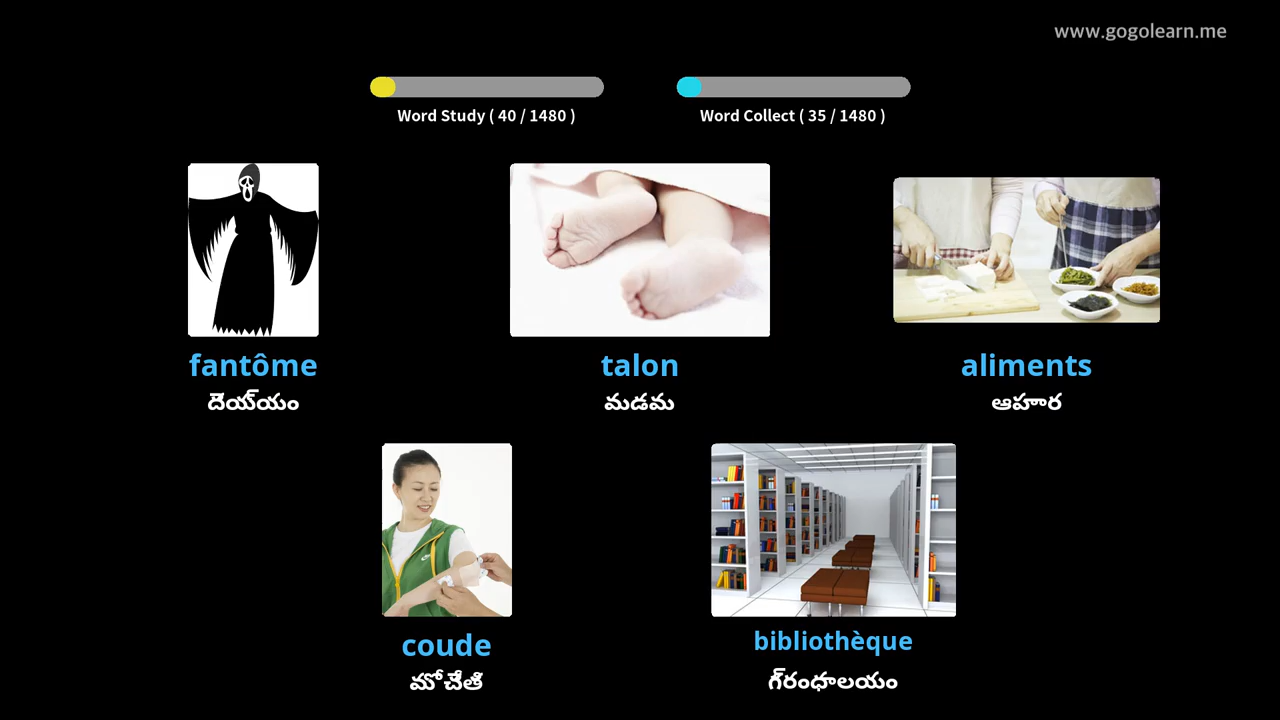 www.gogolearn.me
Word Study ( 40 / 1480 )
Word Collect ( 35 / 1480 )
fantôme
దెయ్యం
talon
మడమ
aliments
ఆహార
coude
మోచేతి
bibliothèque
గ్రంధాలయం